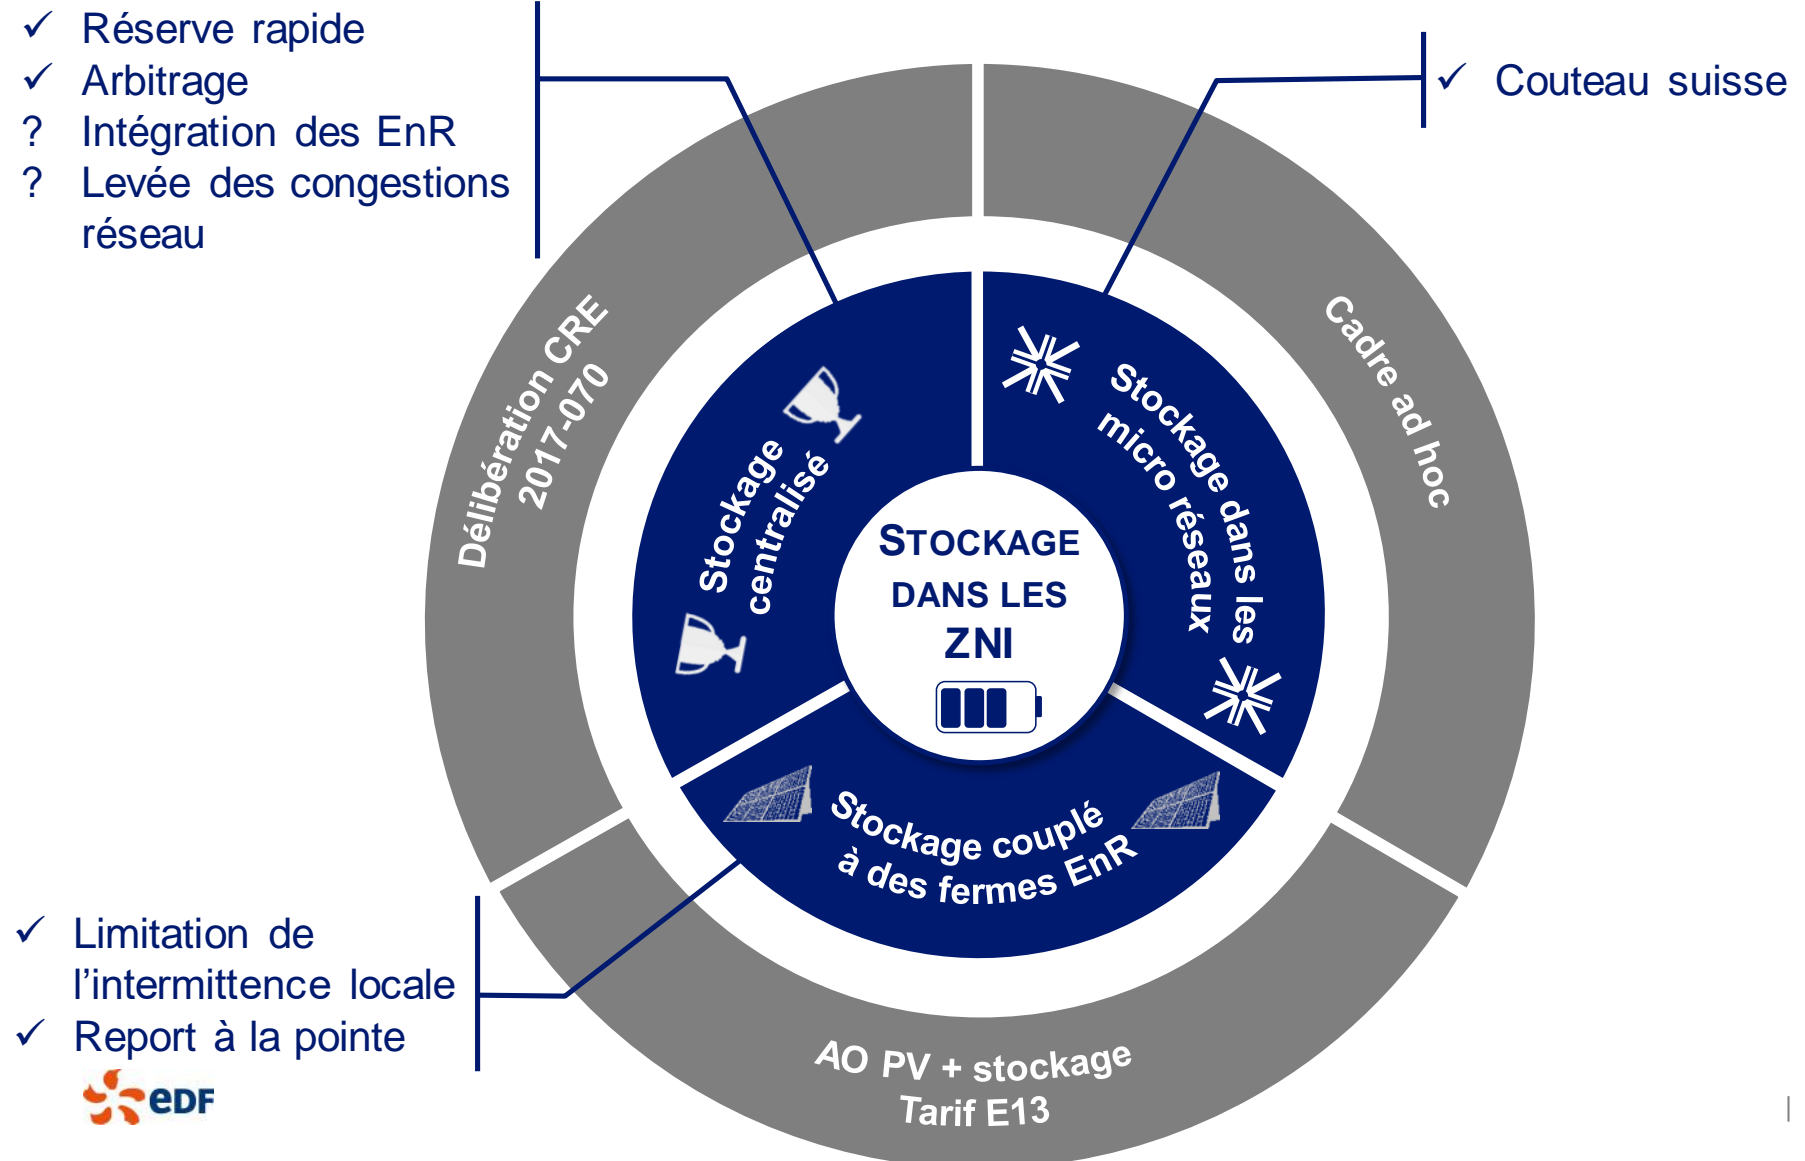 ✓ Réserve rapide
✓ Arbitrage
? Intégration des EnR
? Levée des congestions
réseau
✓ Couteau suisse
Délibération CRE
2017-070
Cadre ad hoc
Stockage
centralisé
Stockage dans les
micro réseaux
STOCKAGE
DANS LES
ZNI
Stockage couplé
à des fermes EnR
✓ Limitation de
l’intermittence locale
✓ Report à la pointe
AO PV + stockage
Tarif E13
eDF
|